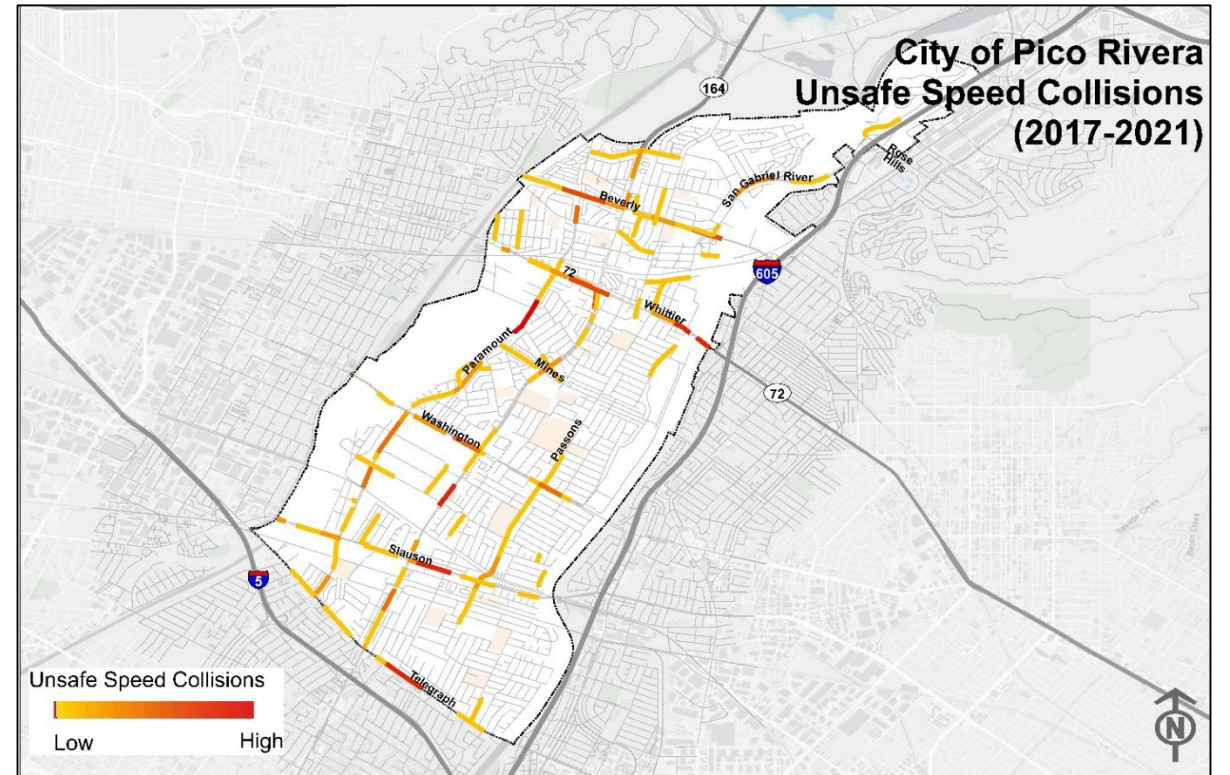 City of Pico Rivera
Unsafe Speed Collisions
(2017-2021)
164
Rose
Hills
San Gabriel River
Beverly
72
605
Whittier
Paramount
Mines
72
Washington
Passons
Slauson
5
Telegraph
Unsafe Speed Collisions
Low High
N